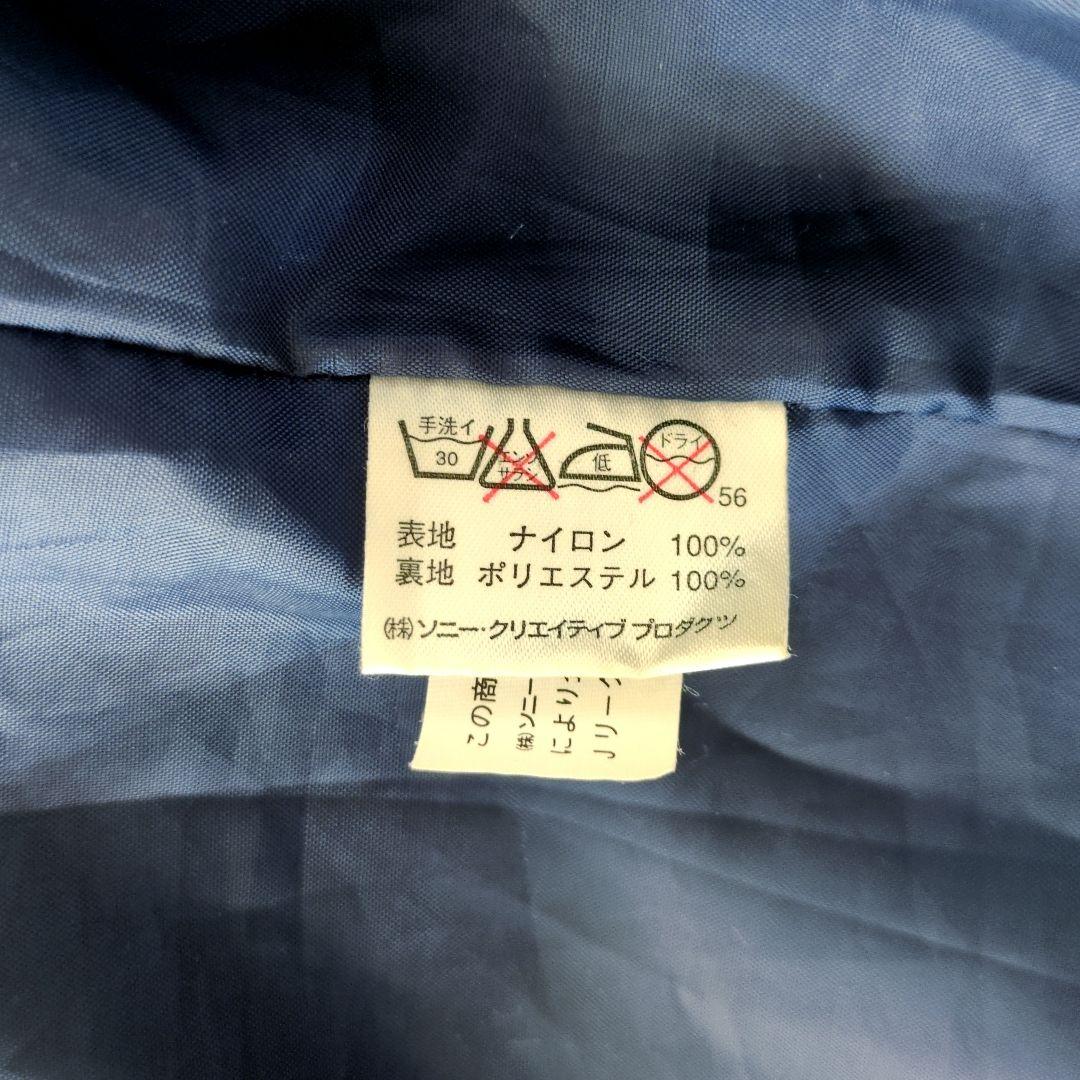 手洗イ 30 エンソ サラシ 低 ドライ 56
表地 ナイロン 100%
裏地 ポリエステル 100%
㈱ソニー・クリエイティブ プロダクツ
この商
㈱ソニー
により
Jリーグ